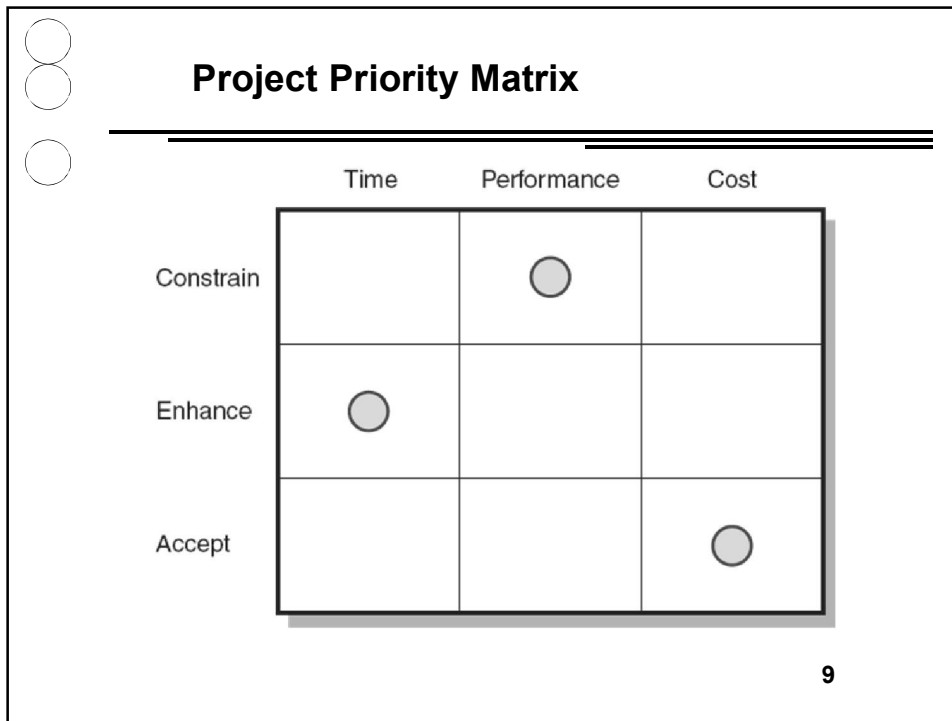 Project Priority Matrix
Time Performance Cost
Constrain
Enhance
Accept
9